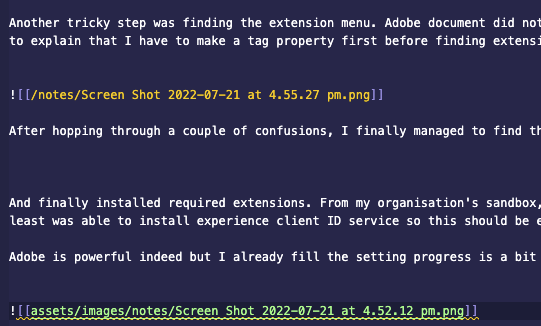 Another tricky step was finding the extension menu. Adobe document did not
to explain that I have to make a tag property first before finding extensi
![[/notes/Screen Shot 2022-07-21 at 4.55.27 pm.png]]
After hopping through a couple of confusions, I finally managed to find th
And finally installed required extensions. From my organisation's sandbox,
least was able to install experience client ID service so this should be e
Adobe is powerful indeed but I already fill the setting progress is a bit
![[assets/images/notes/Screen Shot 2022-07-21 at 4.52.12 pm.png]]